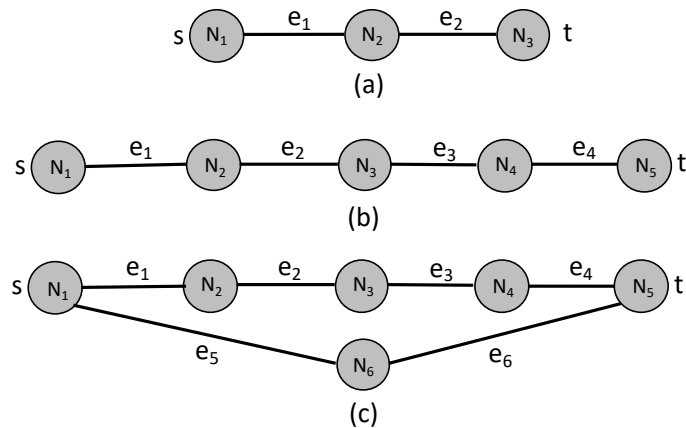 e₁ e₂
s N₁ N₂ N₃ t
(a)
e₁ e₂ e₃ e₄
s N₁ N₂ N₃ N₄ N₅ t
(b)
e₁ e₂ e₃ e₄
s N₁ N₂ N₃ N₄ N₅ t
e₅ e₆
N₆
(c)